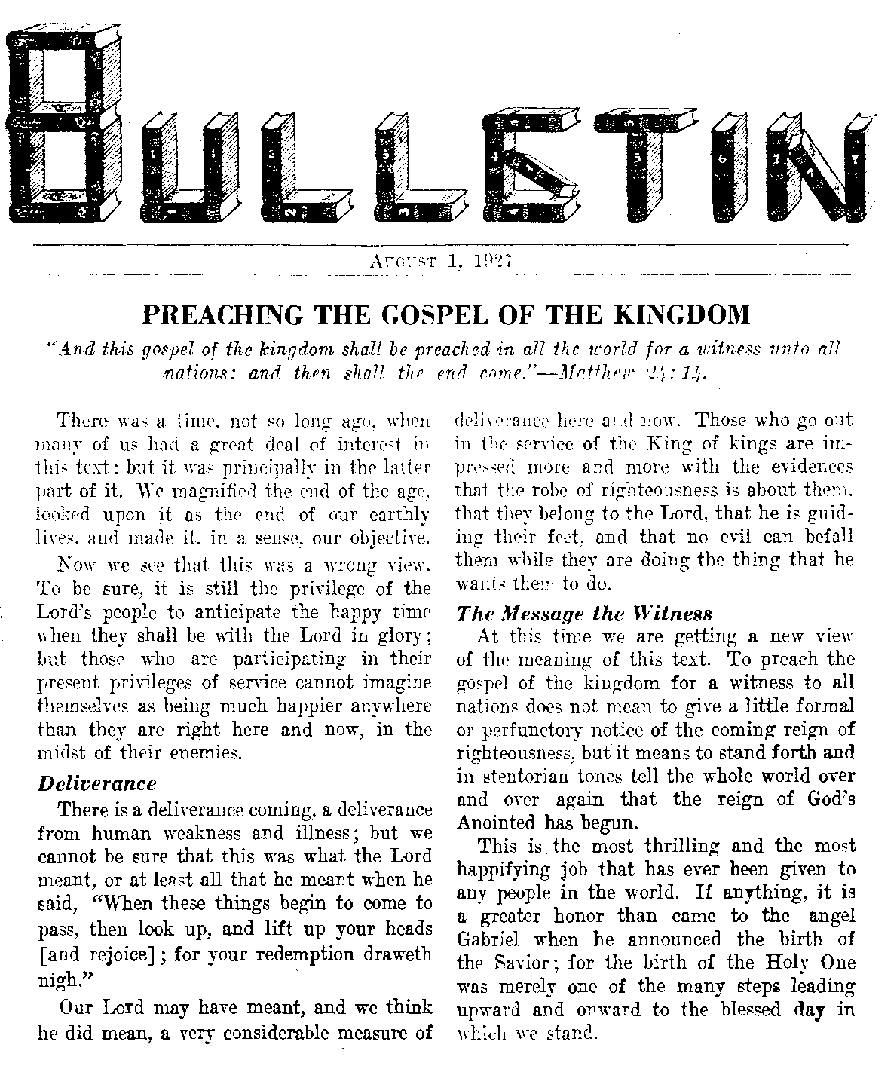 BULLETIN
AUGUST 1, 1927
PREACHING THE GOSPEL OF THE KINGDOM
"And this gospel of the kingdom shall be preached in all the world for a witness unto all
nations: and then shall the end come."—Matthew 24:14.
There was a time, not so long ago, when
many of us had a great deal of interest in
this text: but it was principally in the latter
part of it. We magnified the end of the age,
looked upon it as the end of our earthly
lives, and made it, in a sense, our objective.
Now we see that this was a wrong view.
To be sure, it is still the privilege of the
Lord's people to anticipate the happy time
when they shall be with the Lord in glory;
but those who are participating in their
present privileges of service cannot imagine
themselves as being much happier anywhere
than they are right here and now, in the
midst of their enemies.
Deliverance
There is a deliverance coming, a deliverance
from human weakness and illness; but we
cannot be sure that this was what the Lord
meant, or at least all that he meant when he
said, "When these things begin to come to
pass, then look up, and lift up your heads
[and rejoice]; for your redemption draweth
nigh."
Our Lord may have meant, and we think
he did mean, a very considerable measure of
deliverance here and now. Those who go out
in the service of the King of kings are im-
pressed more and more with the evidences
that the robe of righteousness is about them,
that they belong to the Lord, that he is guid-
ing their feet, and that no evil can befall
them while they are doing the thing that he
wants them to do.
The Message the Witness
At this time we are getting a new view
of the meaning of this text. To preach the
gospel of the kingdom for a witness to all
nations does not mean to give a little formal
or perfunctory notice of the coming reign of
righteousness, but it means to stand forth and
in stentorian tones tell the whole world over
and over again that the reign of God's
Anointed has begun.
This is the most thrilling and the most
happifying job that has ever been given to
any people in the world. If anything, it is
a greater honor than came to the angel
Gabriel when he announced the birth of
the Savior; for the birth of the Holy One
was merely one of the many steps leading
upward and onward to the blessed day in
which we stand.